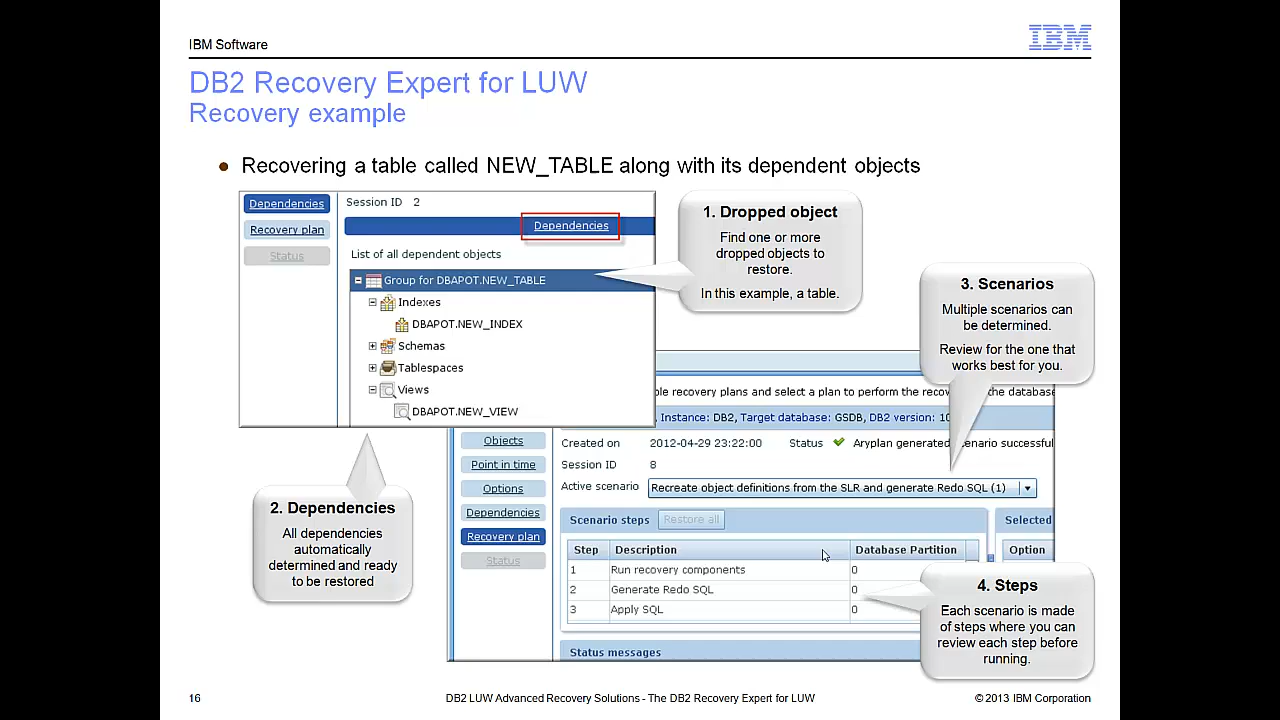 IBM Software
IBM
DB2 Recovery Expert for LUW
Recovery example
Recovering a table called NEW_TABLE along with its dependent objects
Dependencies
Recovery plan
Status
Session ID 2
Dependencies
List of all dependent objects
Group for DBAPOT.NEW_TABLE
Indexes
DBAPOT.NEW_INDEX
Schemas
Tablespaces
Views
DBAPOT.NEW_VIEW
1. Dropped object
Find one or more
dropped objects to
restore.
In this example, a table.
3. Scenarios
Multiple scenarios can
be determined.
Review for the one that
works best for you.
ble recovery plans and select a plan to perform the reco
the database
, Instance: DB2, Target database: GSDB, DB2 version: 10
Objects
Point in time
Options
Dependencies
Recovery plan
Status
Created on 2012-04-29 23:22:00 Status Aryplan generated scenario successful
Session ID 8
Active scenario Recreate object definitions from the SLR and generate Redo SQL (1)
Scenario steps Restore all Selected
Step Description Database Partition Option
1 Run recovery components 0
2 Generate Redo SQL 0
3 Apply SQL 0
Status messages
2. Dependencies
All dependencies
automatically
determined and ready
to be restored
4. Steps
Each scenario is made
of steps where you can
review each step before
running.
16
DB2 LUW Advanced Recovery Solutions - The DB2 Recovery Expert for LUW
© 2013 IBM Corporation